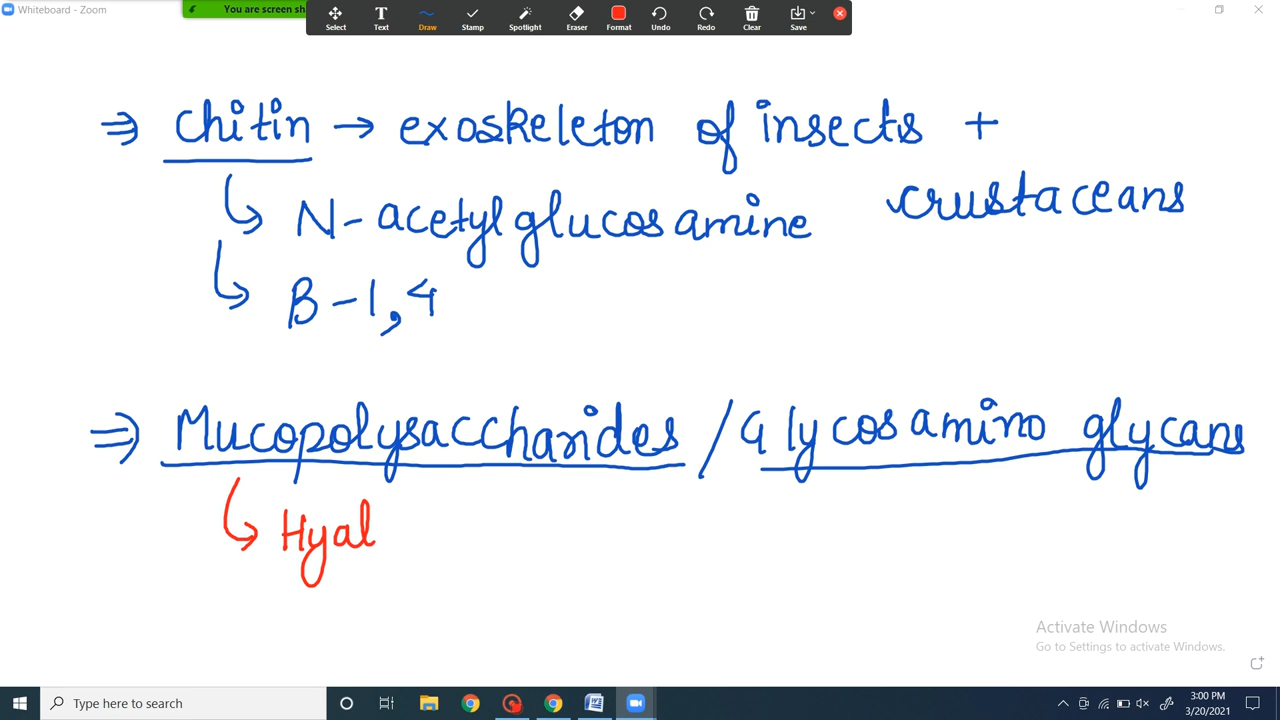 Whiteboard - Zoom
You are screen sh
Select Text Draw Stamp Spotlight Eraser Format Undo Redo Clear Save
⇒ chitin → exoskeleton of insects +
crustaceans
↳ N-acetylglucosamine
↳ B-1,4
⇒ Mucopolysaccharides / Glycosamino glycans
↳ Hyal
Activate Windows
Go to Settings to activate Windows.
Type here to search
3:00 PM
3/20/2021